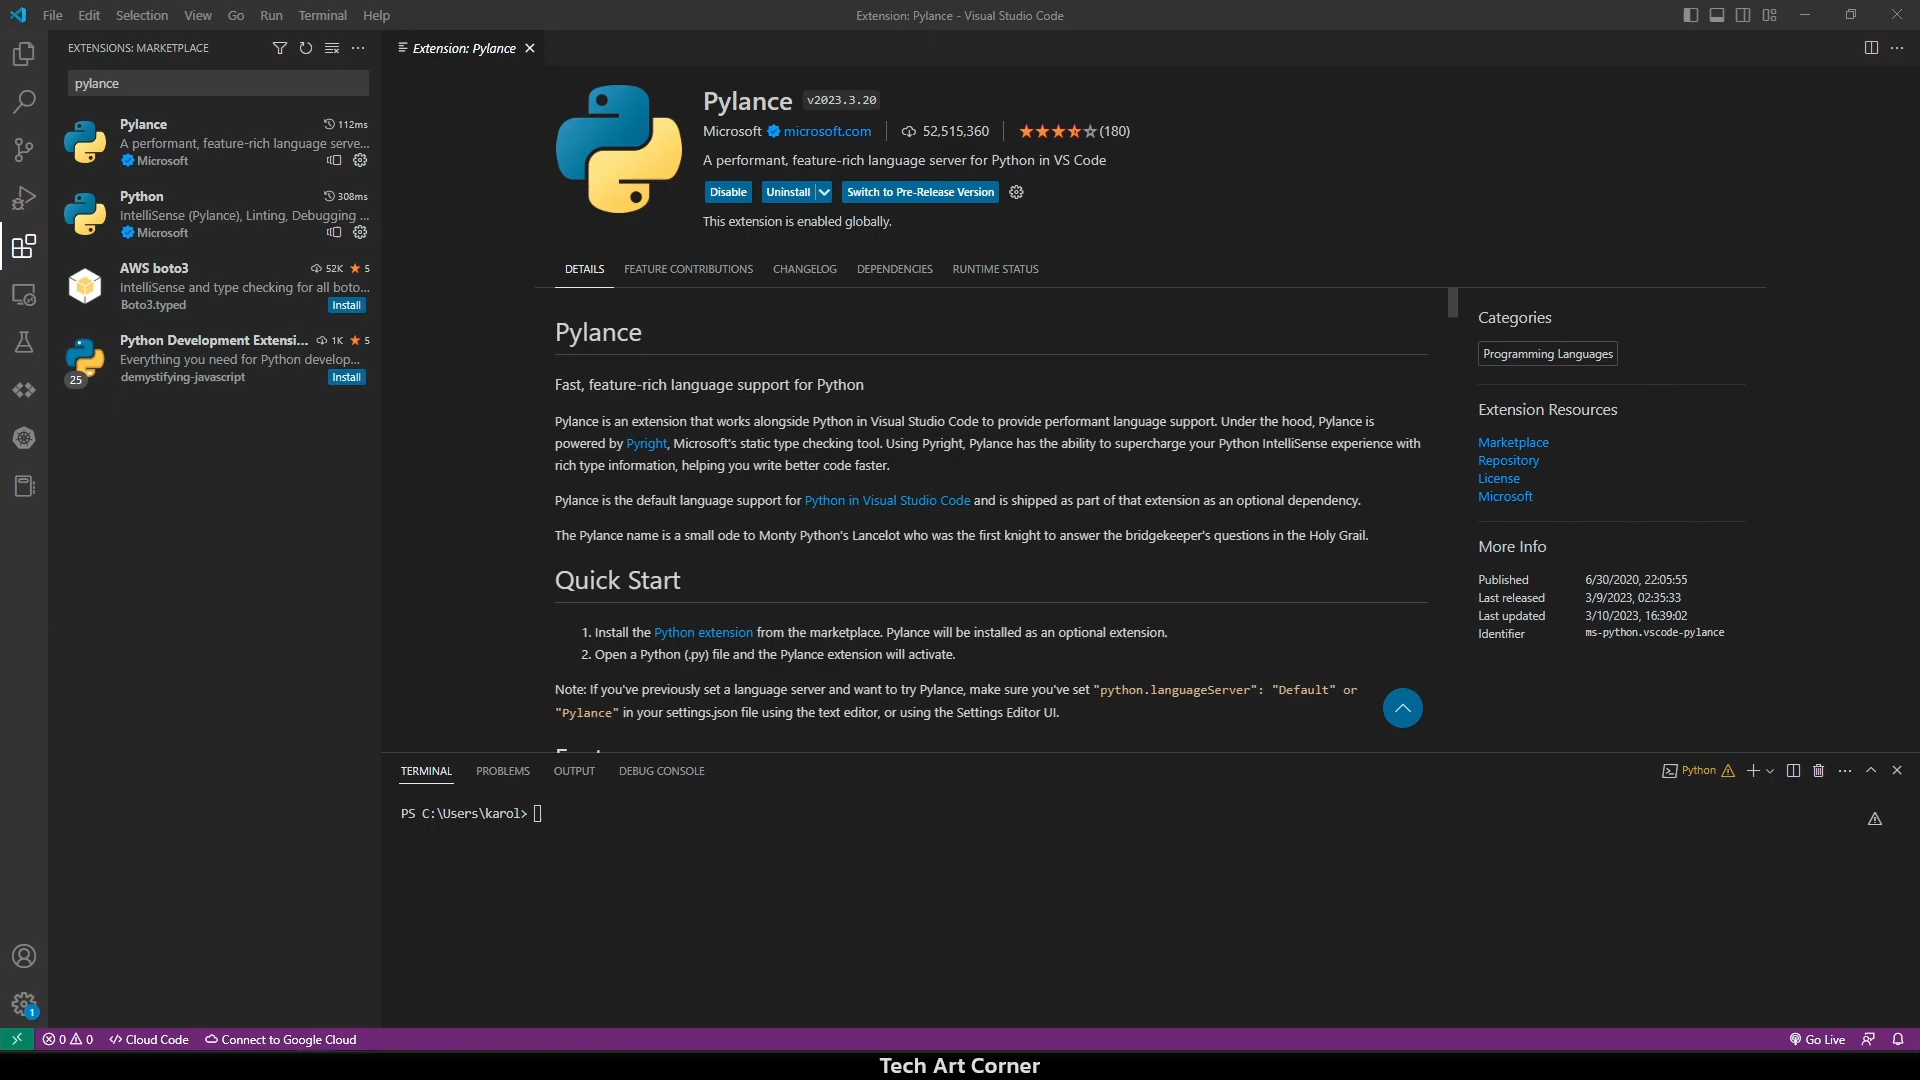 File Edit Selection View Go Run Terminal Help
Extension: Pylance - Visual Studio Code
EXTENSIONS: MARKETPLACE
pylance
Pylance 112ms
A performant, feature-rich language serve...
Microsoft
Python 308ms
IntelliSense (Pylance), Linting, Debugging ...
Microsoft
AWS boto3 52K 5
IntelliSense and type checking for all boto...
Boto3.typed Install
Python Development Extensi... 1K 5
Everything you need for Python develop...
demystifying-javascript Install
25
Extension: Pylance
Pylance v2023.3.20
Microsoft microsoft.com 52,515,360 (180)
A performant, feature-rich language server for Python in VS Code
Disable Uninstall Switch to Pre-Release Version
This extension is enabled globally.
DETAILS FEATURE CONTRIBUTIONS CHANGELOG DEPENDENCIES RUNTIME STATUS
Pylance
Fast, feature-rich language support for Python
Pylance is an extension that works alongside Python in Visual Studio Code to provide performant language support. Under the hood, Pylance is
powered by Pyright, Microsoft's static type checking tool. Using Pyright, Pylance has the ability to supercharge your Python IntelliSense experience with
rich type information, helping you write better code faster.
Pylance is the default language support for Python in Visual Studio Code and is shipped as part of that extension as an optional dependency.
The Pylance name is a small ode to Monty Python's Lancelot who was the first knight to answer the bridgekeeper's questions in the Holy Grail.
Quick Start
1. Install the Python extension from the marketplace. Pylance will be installed as an optional extension.
2. Open a Python (.py) file and the Pylance extension will activate.
Note: If you've previously set a language server and want to try Pylance, make sure you've set "python.languageServer": "Default" or
"Pylance" in your settings.json file using the text editor, or using the Settings Editor UI.
Categories
Programming Languages
Extension Resources
Marketplace
Repository
License
Microsoft
More Info
Published 6/30/2020, 22:05:55
Last released 3/9/2023, 02:35:33
Last updated 3/10/2023, 16:39:02
Identifier ms-python.vscode-pylance
TERMINAL PROBLEMS OUTPUT DEBUG CONSOLE
Python
PS C:\Users\karol>
1
0 0 Cloud Code Connect to Google Cloud
Go Live
Tech Art Corner